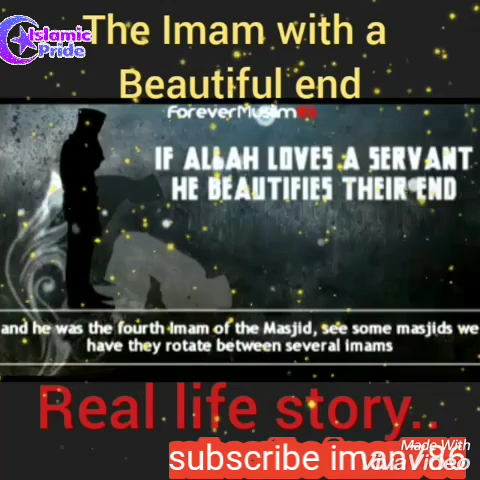 Islamic
Pride
The Imam with a
Beautiful end
ForeverMuslim
IF ALLAH LOVES A SERVANT
HE BEAUTIFIES THEIR END
and he was the fourth Imam of the Masjid, see some masjids we
have they rotate between several imams
Real life story..
Made With
subscribe iman v86
VivaVideo